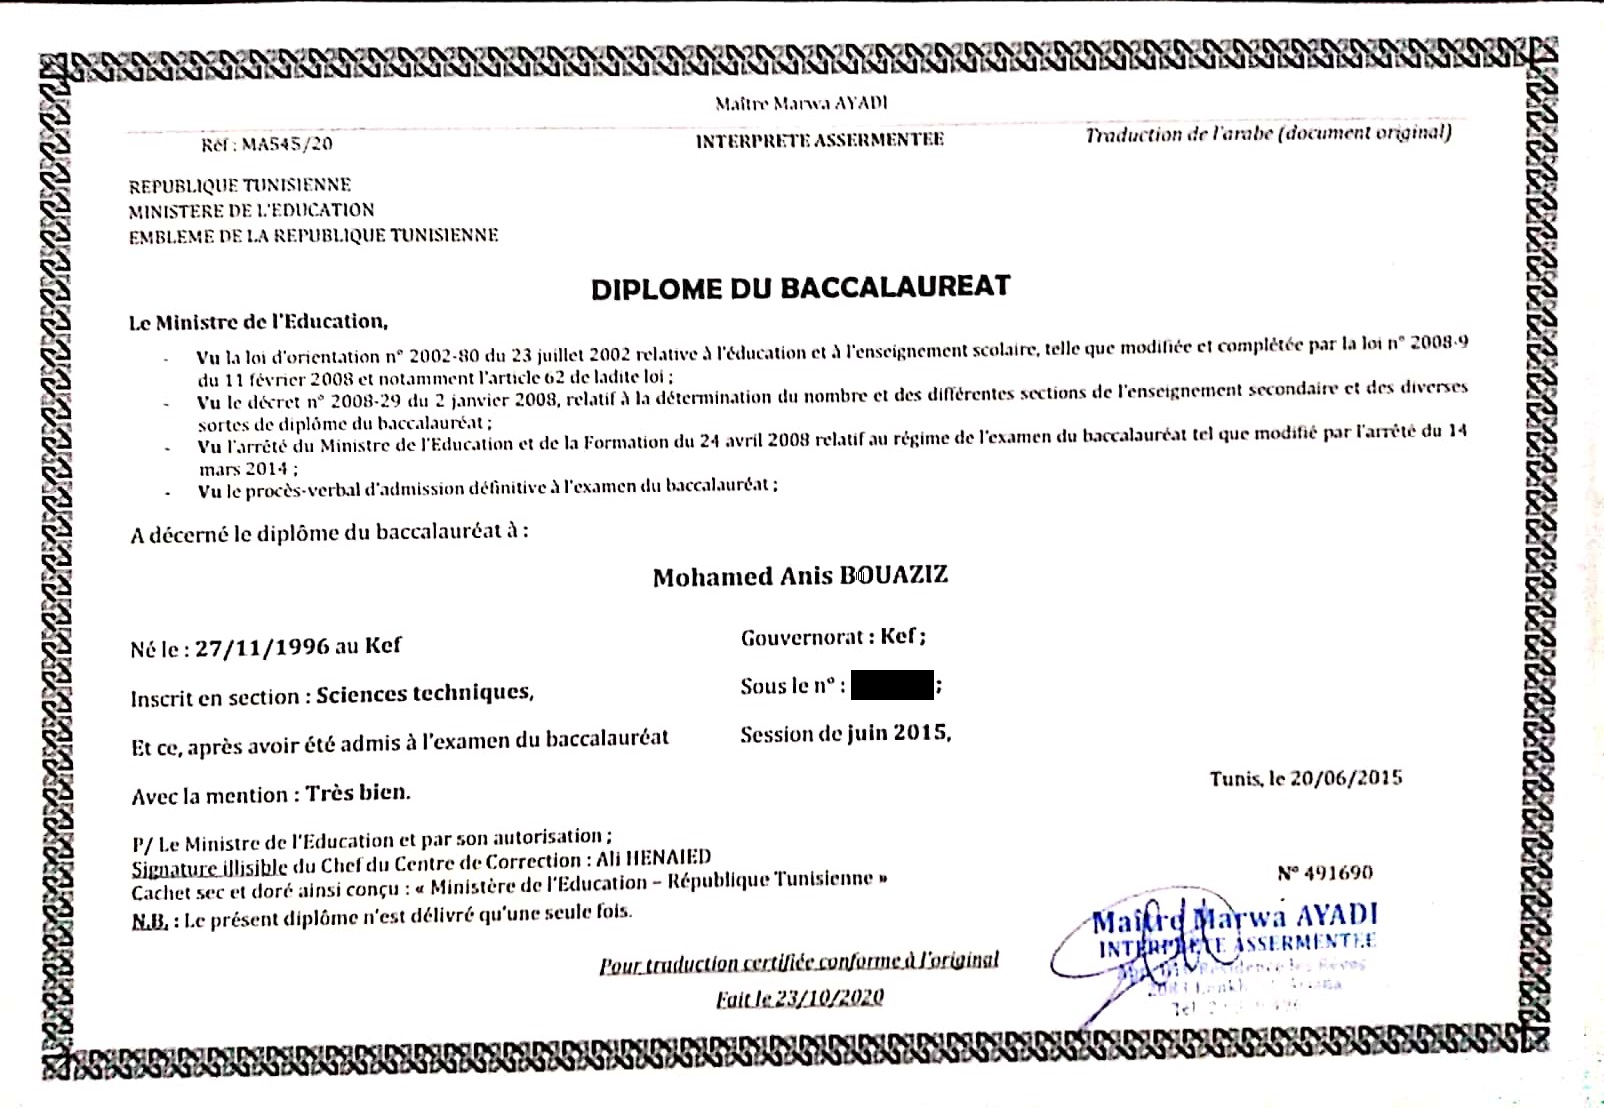 Maître Marwa AYADI
Réf : MA545/20
INTERPRETE ASSERMENTEE
Traduction de l'arabe (document original)
REPUBLIQUE TUNISIENNE
MINISTERE DE L'EDUCATION
EMBLEME DE LA REPUBLIQUE TUNISIENNE
DIPLOME DU BACCALAUREAT
Le Ministre de l'Education,
- Vu la loi d'orientation n° 2002-80 du 23 juillet 2002 relative à l'éducation et à l'enseignement scolaire, telle que modifiée et complétée par la loi n° 2008-9
du 11 février 2008 et notamment l'article 62 de ladite loi ;
- Vu le décret n° 2008-29 du 2 janvier 2008, relatif à la détermination du nombre et des différentes sections de l'enseignement secondaire et des diverses
sortes de diplôme du baccalauréat ;
- Vu l'arrêté du Ministre de l'Education et de la Formation du 24 avril 2008 relatif au régime de l'examen du baccalauréat tel que modifié par l'arrêté du 14
mars 2014 ;
- Vu le procès-verbal d'admission définitive à l'examen du baccalauréat ;
A décerné le diplôme du baccalauréat à :
Mohamed Anis BOUAZIZ
Né le : 27/11/1996 au Kef
Gouvernorat : Kef ;
Inscrit en section : Sciences techniques,
Sous le n° : ;
Et ce, après avoir été admis à l'examen du baccalauréat
Session de juin 2015,
Avec la mention : Très bien.
Tunis, le 20/06/2015
P/ Le Ministre de l'Education et par son autorisation ;
Signature illisible du Chef du Centre de Correction : Ali HENAIED
Cachet sec et doré ainsi conçu : « Ministère de l'Education – République Tunisienne »
N° 491690
N.B. : Le présent diplôme n'est délivré qu'une seule fois.
Maître Marwa AYADI
INTERPRETE ASSERMENTEE
Pour traduction certifiée conforme à l'original
Fait le 23/10/2020